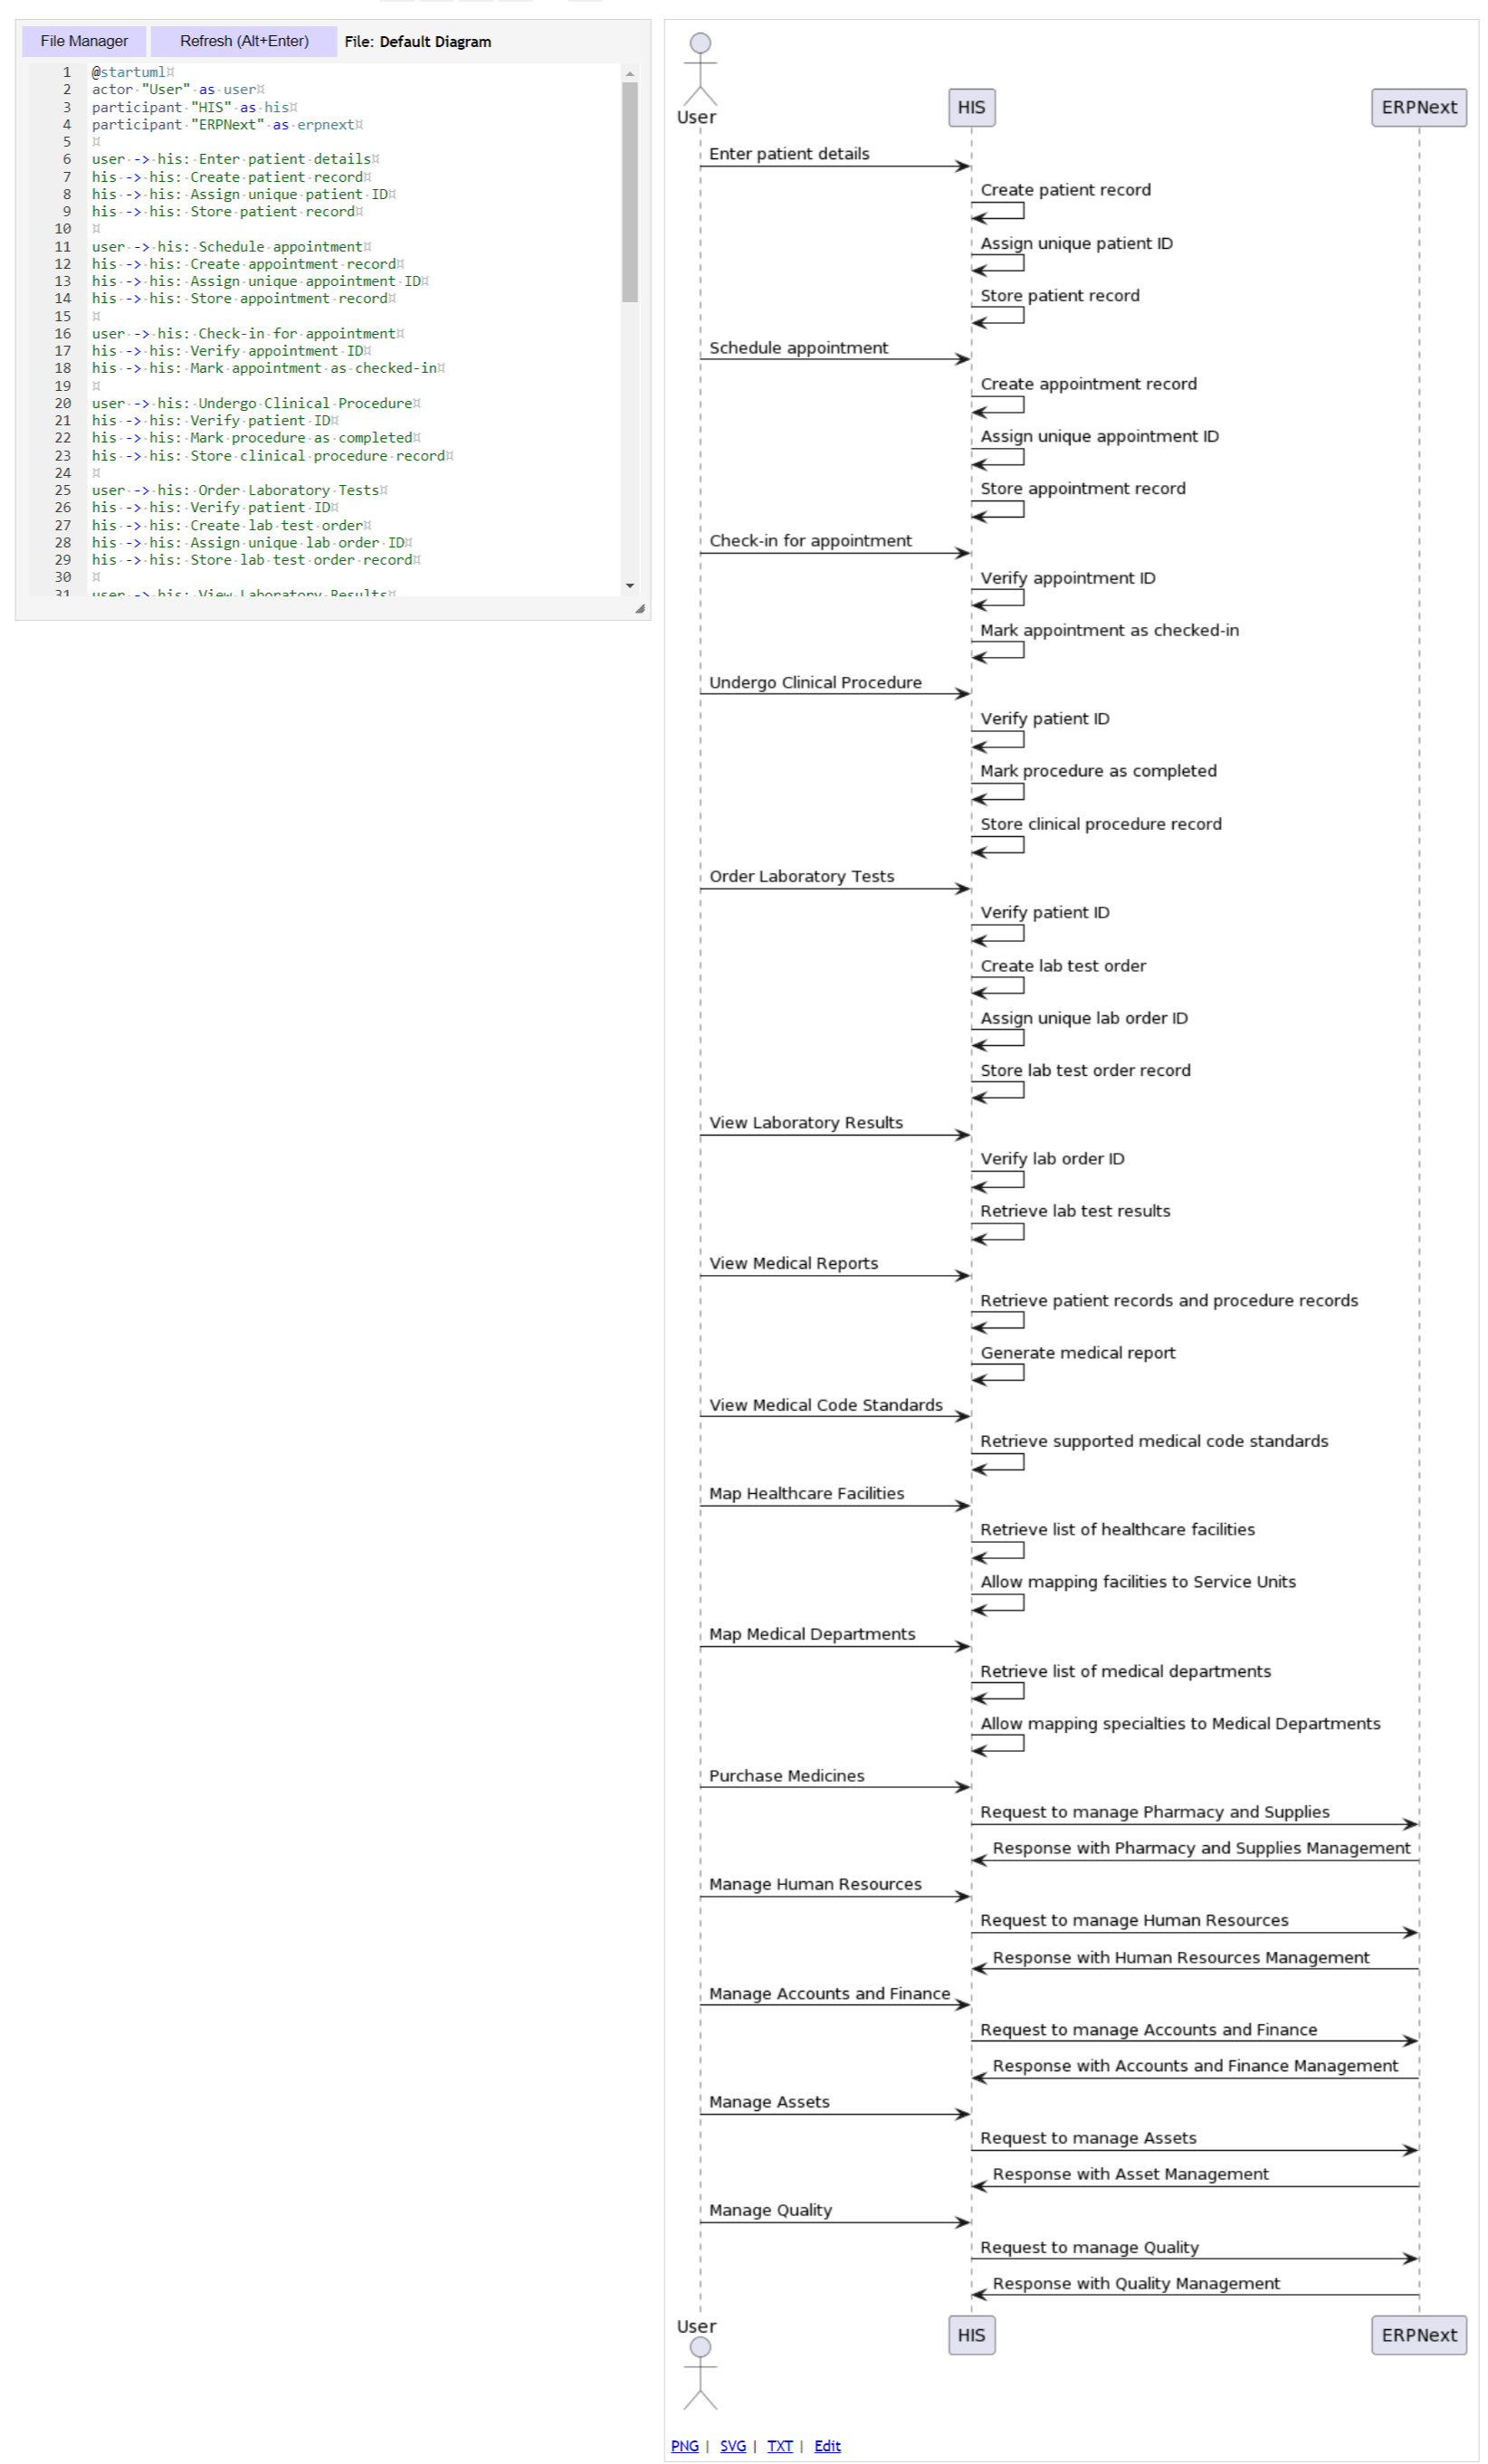 File Manager
Refresh (Alt+Enter)
File: Default Diagram
1 @startuml
2 actor "User" as user
3 participant "HIS" as his
4 participant "ERPNext" as erpnext
5
6 user -> his: Enter patient details
7 his -> his: Create patient record
8 his -> his: Assign unique patient ID
9 his -> his: Store patient record
10
11 user -> his: Schedule appointment
12 his -> his: Create appointment record
13 his -> his: Assign unique appointment ID
14 his -> his: Store appointment record
15
16 user -> his: Check-in for appointment
17 his -> his: Verify appointment ID
18 his -> his: Mark appointment as checked-in
19
20 user -> his: Undergo Clinical Procedure
21 his -> his: Verify patient ID
22 his -> his: Mark procedure as completed
23 his -> his: Store clinical procedure record
24
25 user -> his: Order Laboratory Tests
26 his -> his: Verify patient ID
27 his -> his: Create lab test order
28 his -> his: Assign unique lab order ID
29 his -> his: Store lab test order record
30
31 user -> his: View Laboratory Results
User
HIS
ERPNext
Enter patient details
Create patient record
Assign unique patient ID
Store patient record
Schedule appointment
Create appointment record
Assign unique appointment ID
Store appointment record
Check-in for appointment
Verify appointment ID
Mark appointment as checked-in
Undergo Clinical Procedure
Verify patient ID
Mark procedure as completed
Store clinical procedure record
Order Laboratory Tests
Verify patient ID
Create lab test order
Assign unique lab order ID
Store lab test order record
View Laboratory Results
Verify lab order ID
Retrieve lab test results
View Medical Reports
Retrieve patient records and procedure records
Generate medical report
View Medical Code Standards
Retrieve supported medical code standards
Map Healthcare Facilities
Retrieve list of healthcare facilities
Allow mapping facilities to Service Units
Map Medical Departments
Retrieve list of medical departments
Allow mapping specialties to Medical Departments
Purchase Medicines
Request to manage Pharmacy and Supplies
Response with Pharmacy and Supplies Management
Manage Human Resources
Request to manage Human Resources
Response with Human Resources Management
Manage Accounts and Finance
Request to manage Accounts and Finance
Response with Accounts and Finance Management
Manage Assets
Request to manage Assets
Response with Asset Management
Manage Quality
Request to manage Quality
Response with Quality Management
User
HIS
ERPNext
PNG | SVG | TXT | Edit